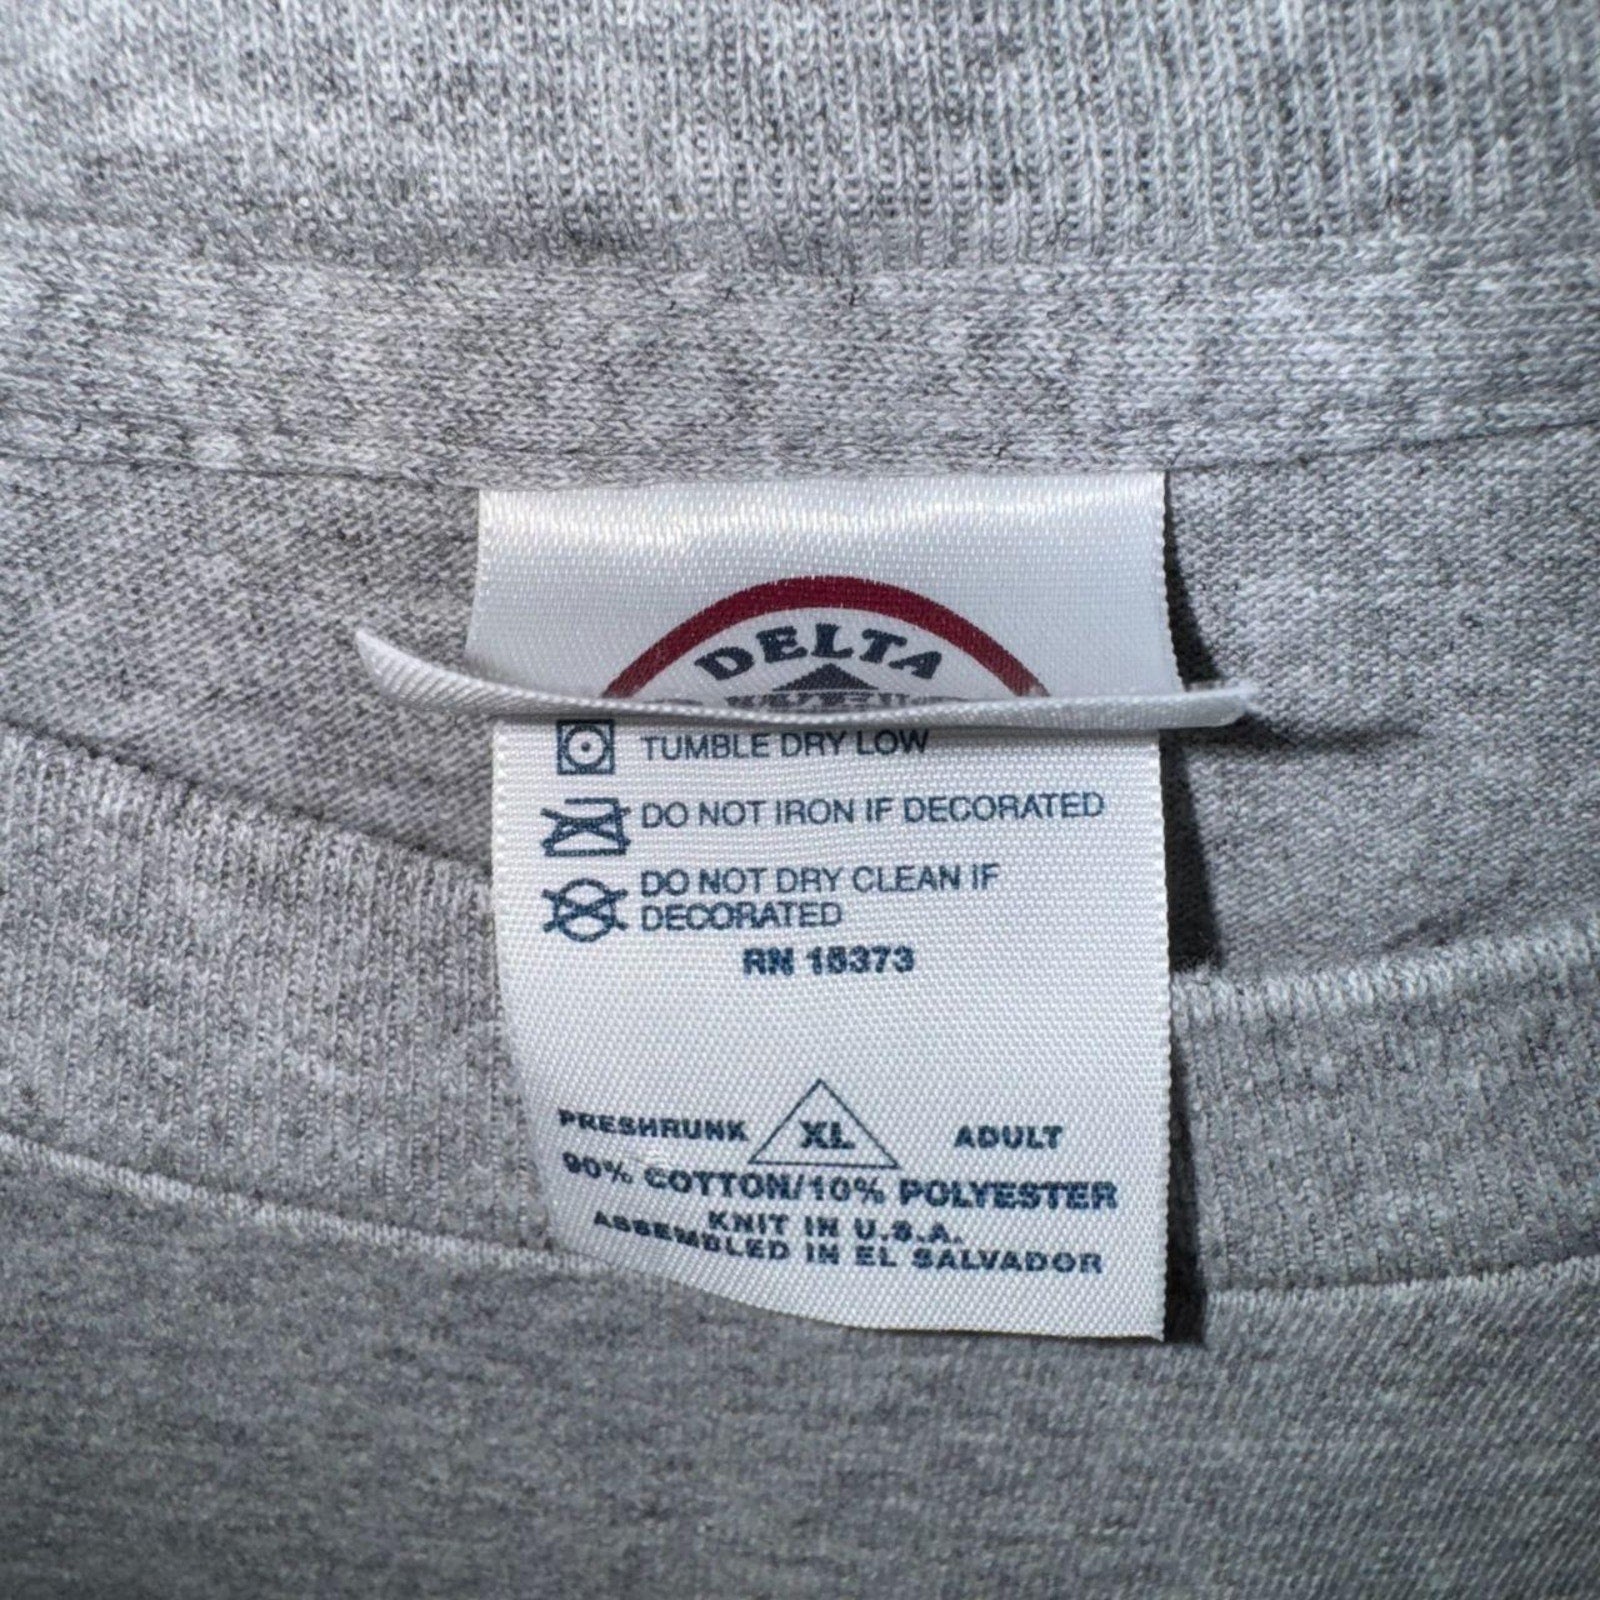 DELTA
TUMBLE DRY LOW
DO NOT IRON IF DECORATED
DO NOT DRY CLEAN IF
DECORATED
RN 15373
PRESHRUNK XL ADULT
90% COTTON/10% POLYESTER
KNIT IN U.S.A.
ASSEMBLED IN EL SALVADOR